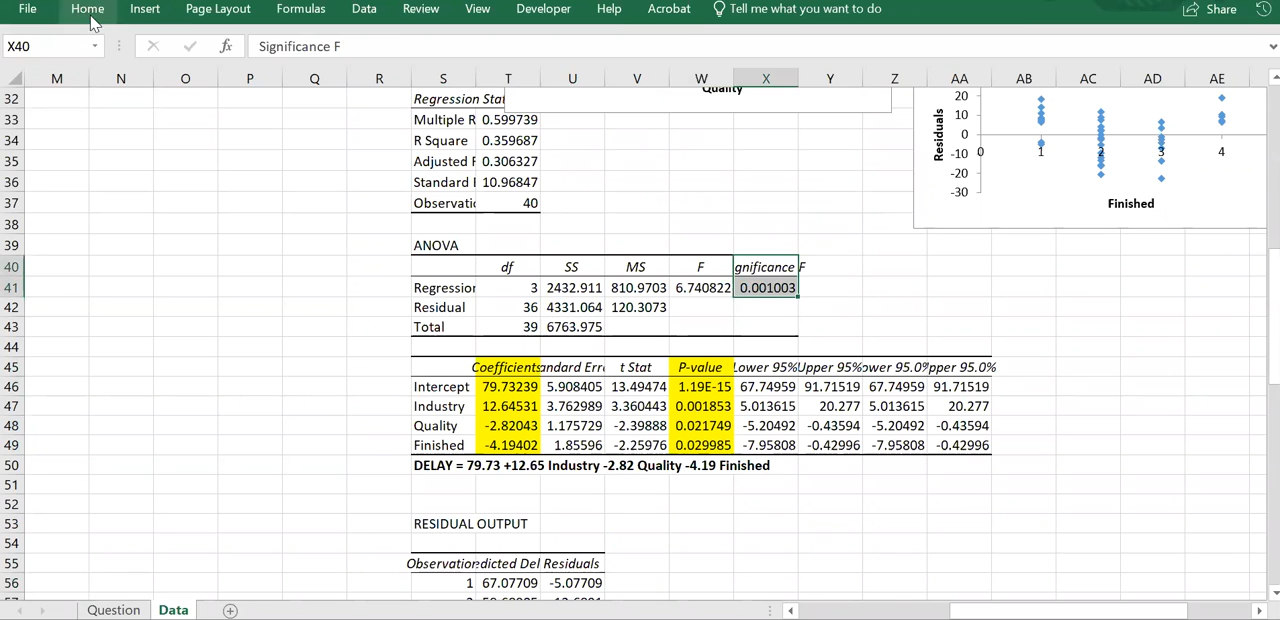 File Home Insert Page Layout Formulas Data Review View Developer Help Acrobat Tell me what you want to do Share
X40 fx Significance F
M N O P Q R S T U V W X Y Z AA AB AC AD AE
32 Regression Stat Quality
33 Multiple R 0.599739
34 R Square 0.359687
35 Adjusted R 0.306327
36 Standard E 10.96847
37 Observatio 40
38
39 ANOVA
40 df SS MS F gnificance F
41 Regression 3 2432.911 810.9703 6.740822 0.001003
42 Residual 36 4331.064 120.3073
43 Total 39 6763.975
44
45 Coefficients andard Erro t Stat P-value Lower 95% Upper 95% ower 95.0% pper 95.0%
46 Intercept 79.73239 5.908405 13.49474 1.19E-15 67.74959 91.71519 67.74959 91.71519
47 Industry 12.64531 3.762989 3.360443 0.001853 5.013615 20.277 5.013615 20.277
48 Quality -2.82043 1.175729 -2.39888 0.021749 -5.20492 -0.43594 -5.20492 -0.43594
49 Finished -4.19402 1.85596 -2.25976 0.029985 -7.95808 -0.42996 -7.95808 -0.42996
50 DELAY = 79.73 +12.65 Industry -2.82 Quality -4.19 Finished
51
52
53 RESIDUAL OUTPUT
54
55 Observation edicted Del Residuals
56 1 67.07709 -5.07709
Residuals
20
10
0
-10
-20
-30
0 1 2 3 4
Finished
Question Data